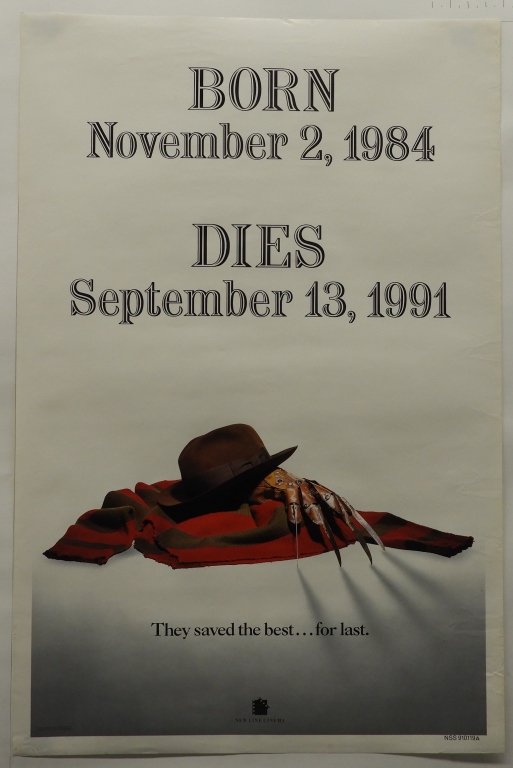 BORN
November 2, 1984
DIES
September 13, 1991
They saved the best...for last.
NEW LINE CINEMA
NSS 910119A